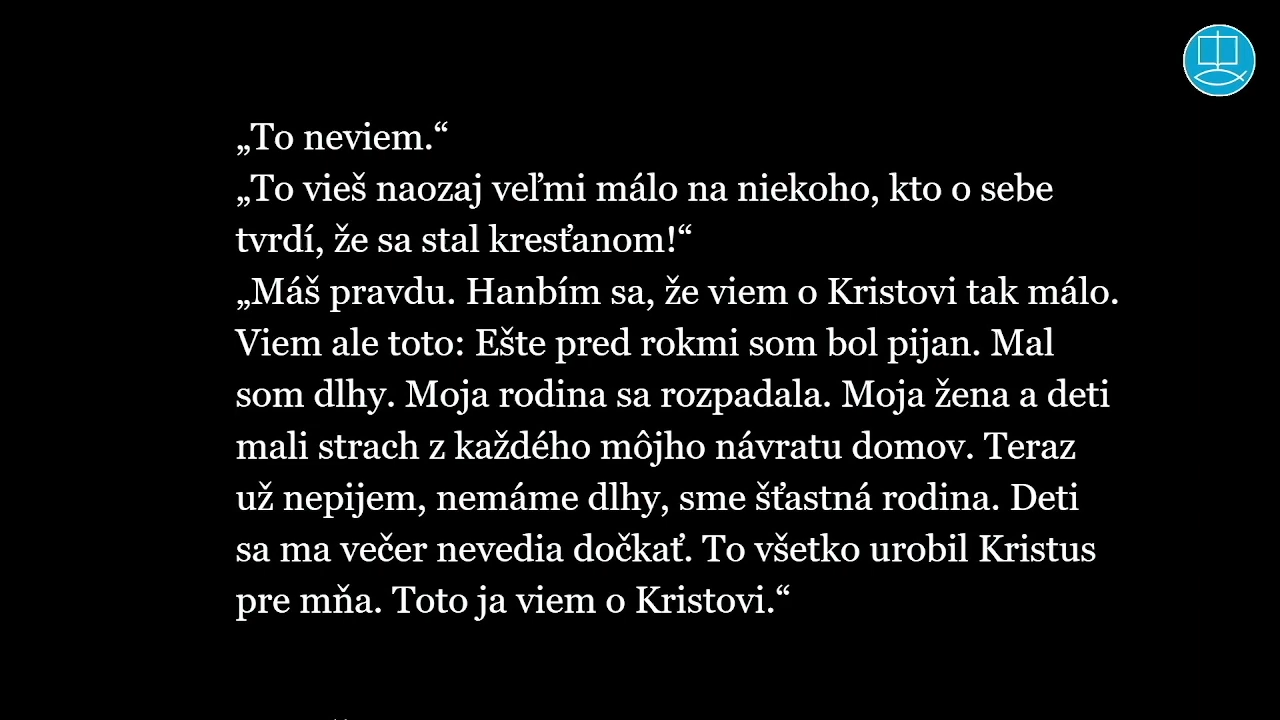 „To neviem.“
„To vieš naozaj veľmi málo na niekoho, kto o sebe
tvrdí, že sa stal kresťanom!“
„Máš pravdu. Hanbím sa, že viem o Kristovi tak málo.
Viem ale toto: Ešte pred rokmi som bol pijan. Mal
som dlhy. Moja rodina sa rozpadala. Moja žena a deti
mali strach z každého môjho návratu domov. Teraz
už nepijem, nemáme dlhy, sme šťastná rodina. Deti
sa ma večer nevedia dočkať. To všetko urobil Kristus
pre mňa. Toto ja viem o Kristovi.“